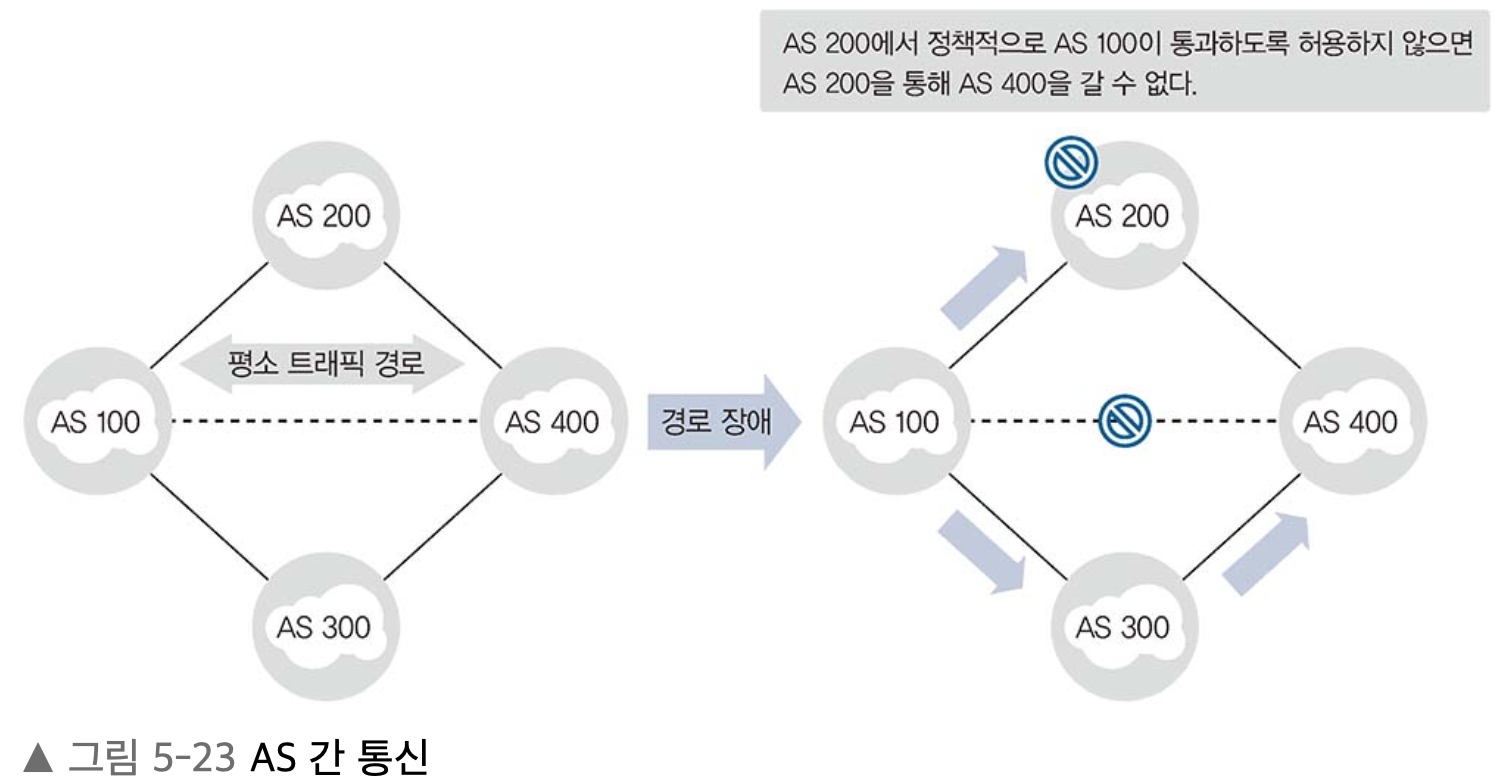 AS 200에서 정책적으로 AS 100이 통과하도록 허용하지 않으면
AS 200을 통해 AS 400을 갈 수 없다.
AS 200
평소 트래픽 경로
AS 100
AS 400
AS 300
경로 장애
AS 200
AS 100
AS 400
AS 300
▲ 그림 5-23 AS 간 통신